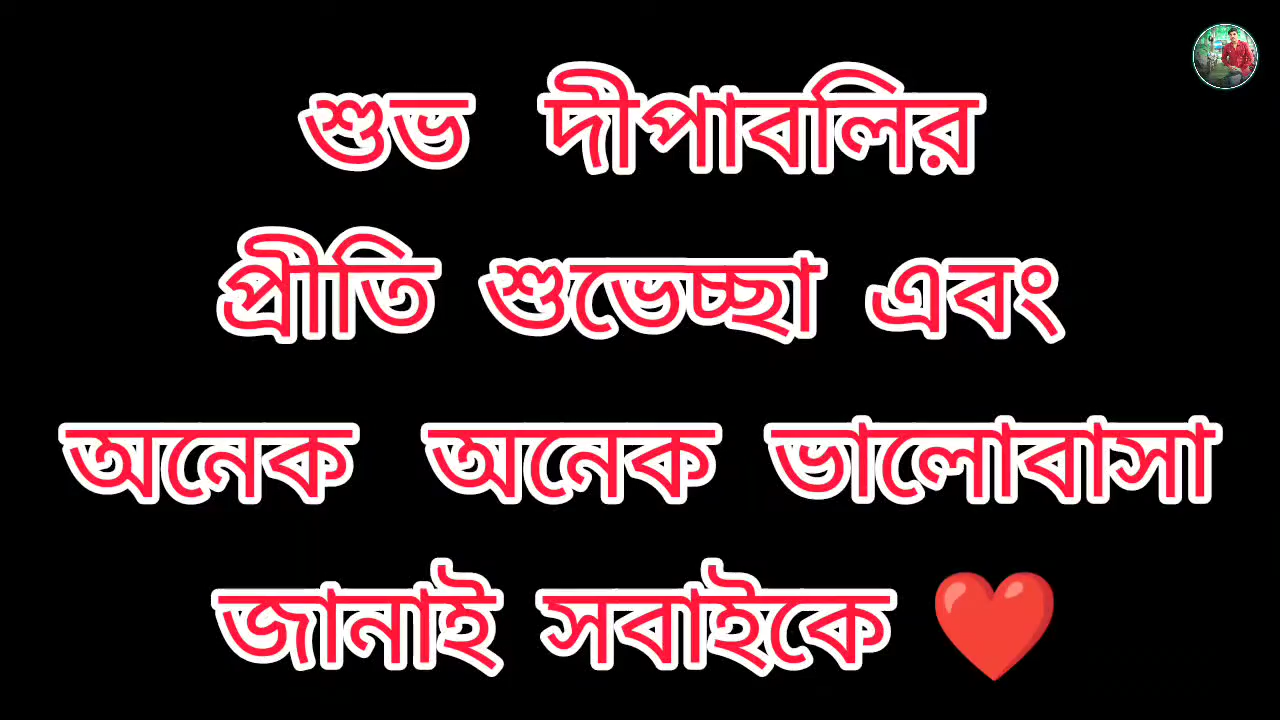 শুভ দীপাবলির
প্রীতি শুভেচ্ছা এবং
অনেক অনেক ভালোবাসা
জানাই সবাইকে ❤️